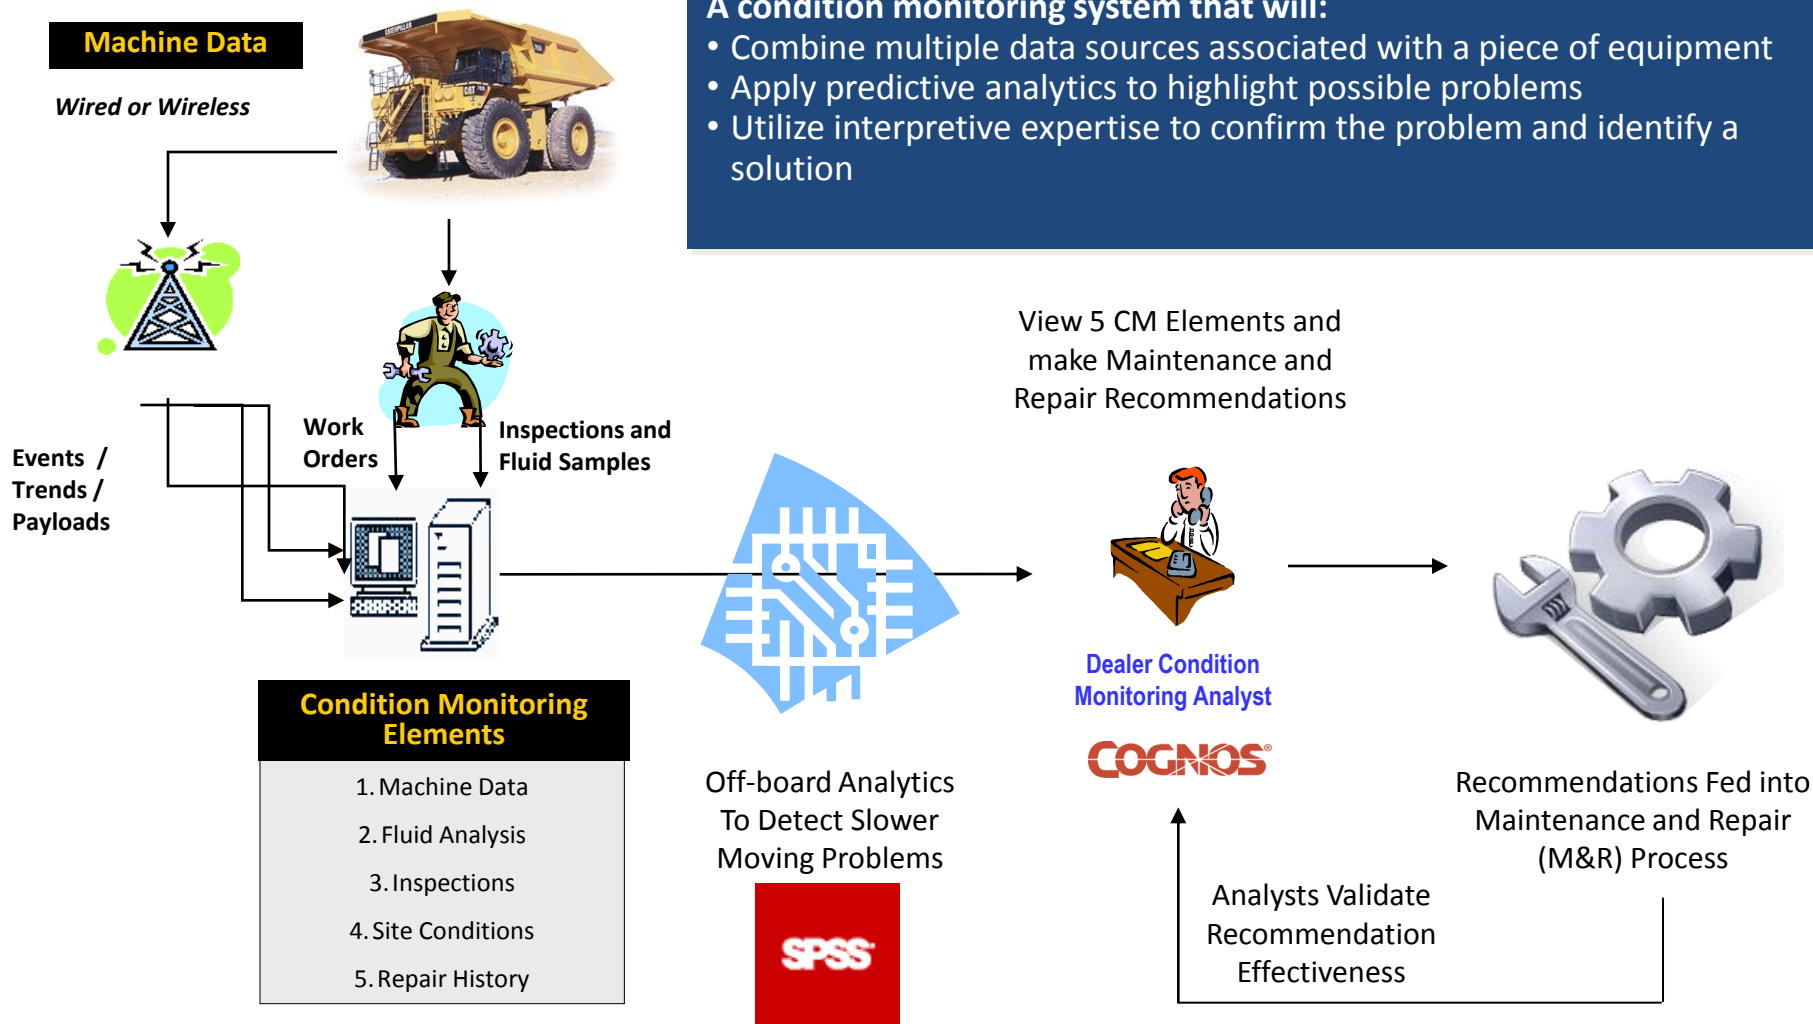 Machine Data
Wired or Wireless
CATERPILLAR
CAT
A condition monitoring system that will:
• Combine multiple data sources associated with a piece of equipment
• Apply predictive analytics to highlight possible problems
• Utilize interpretive expertise to confirm the problem and identify a
solution
View 5 CM Elements and
make Maintenance and
Repair Recommendations
Work
Orders
Inspections and
Fluid Samples
Events /
Trends /
Payloads
Condition Monitoring
Elements
1. Machine Data
2. Fluid Analysis
3. Inspections
4. Site Conditions
5. Repair History
Off-board Analytics
To Detect Slower
Moving Problems
SPSS
Dealer Condition
Monitoring Analyst
COGNOS®
Recommendations Fed into
Maintenance and Repair
(M&R) Process
Analysts Validate
Recommendation
Effectiveness